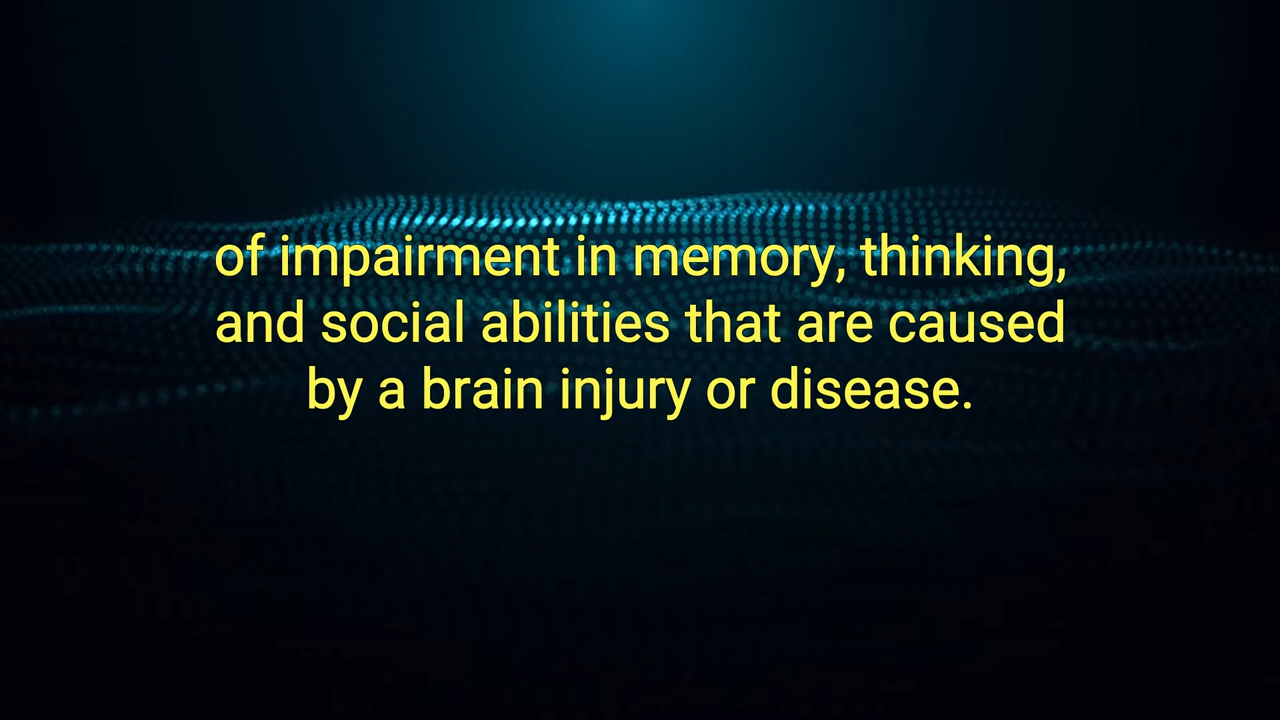 of impairment in memory, thinking,
and social abilities that are caused
by a brain injury or disease.